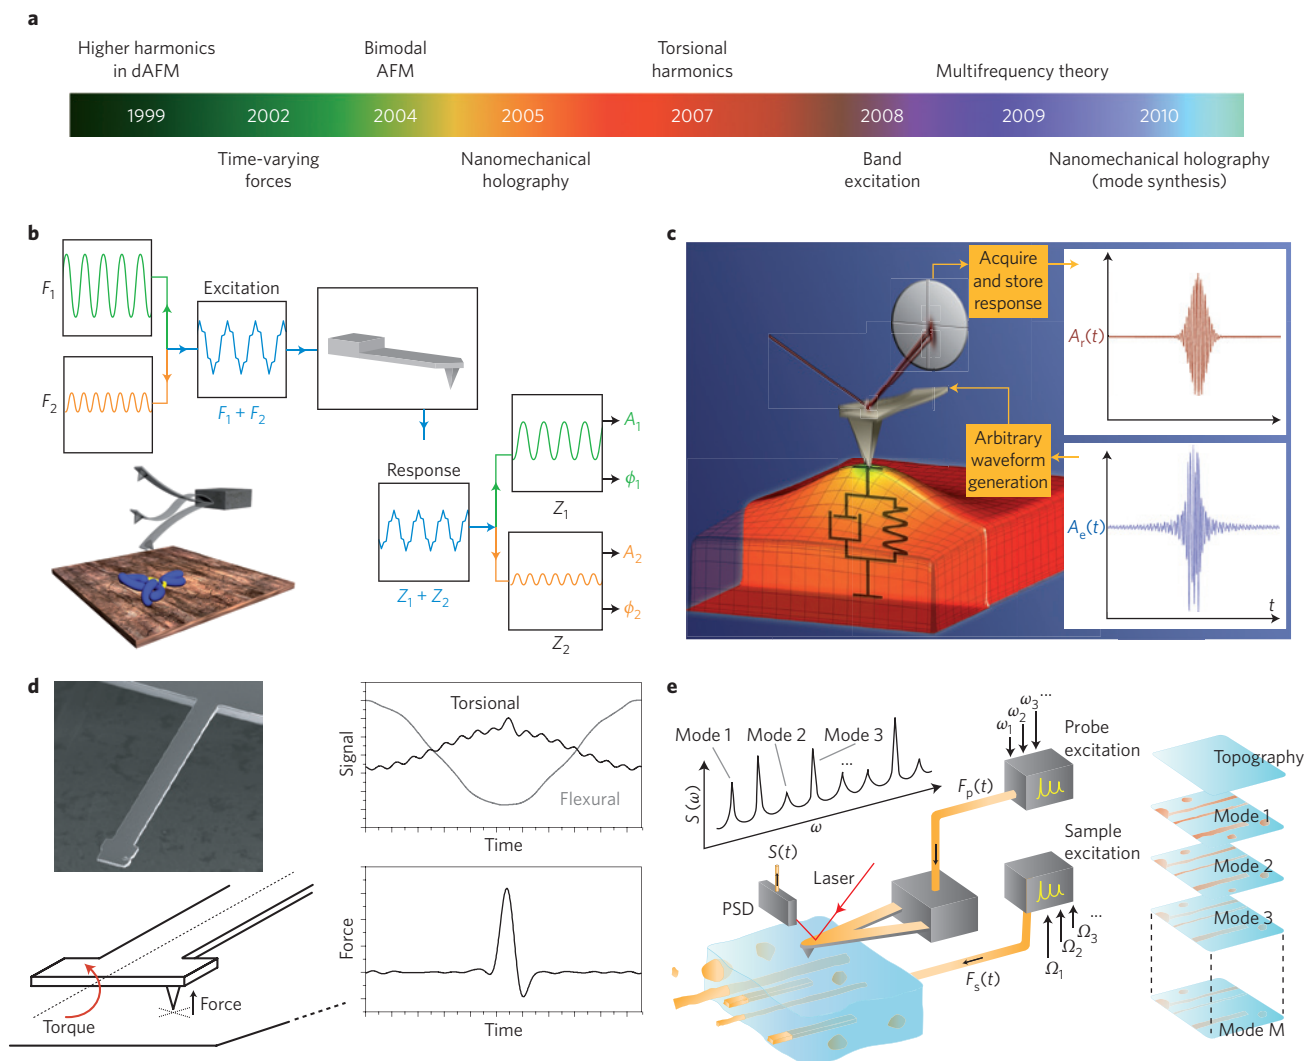 a
Higher harmonics
in dAFM
Bimodal
AFM
Torsional
harmonics
Multifrequency theory
1999 2002 2004 2005 2007 2008 2009 2010
Time-varying
forces
Nanomechanical
holography
Band
excitation
Nanomechanical holography
(mode synthesis)
b
F1
F2
Excitation
F1 + F2
Response
Z1 + Z2
A1
ϕ1
Z1
A2
ϕ2
Z2
c
Acquire
and store
response
Arbitrary
waveform
generation
Ar(t)
Ae(t)
t
d
Torque
Force
Signal
Torsional
Flexural
Time
Force
Time
e
Mode 1
Mode 2
Mode 3
...
S (ω)
ω
ω1 ω2 ω3 ...
Probe
excitation
Fp(t)
Sample
excitation
Ω1 Ω2 Ω3 ...
Fs(t)
S(t)
PSD
Laser
Topography
Mode 1
Mode 2
Mode 3
Mode M